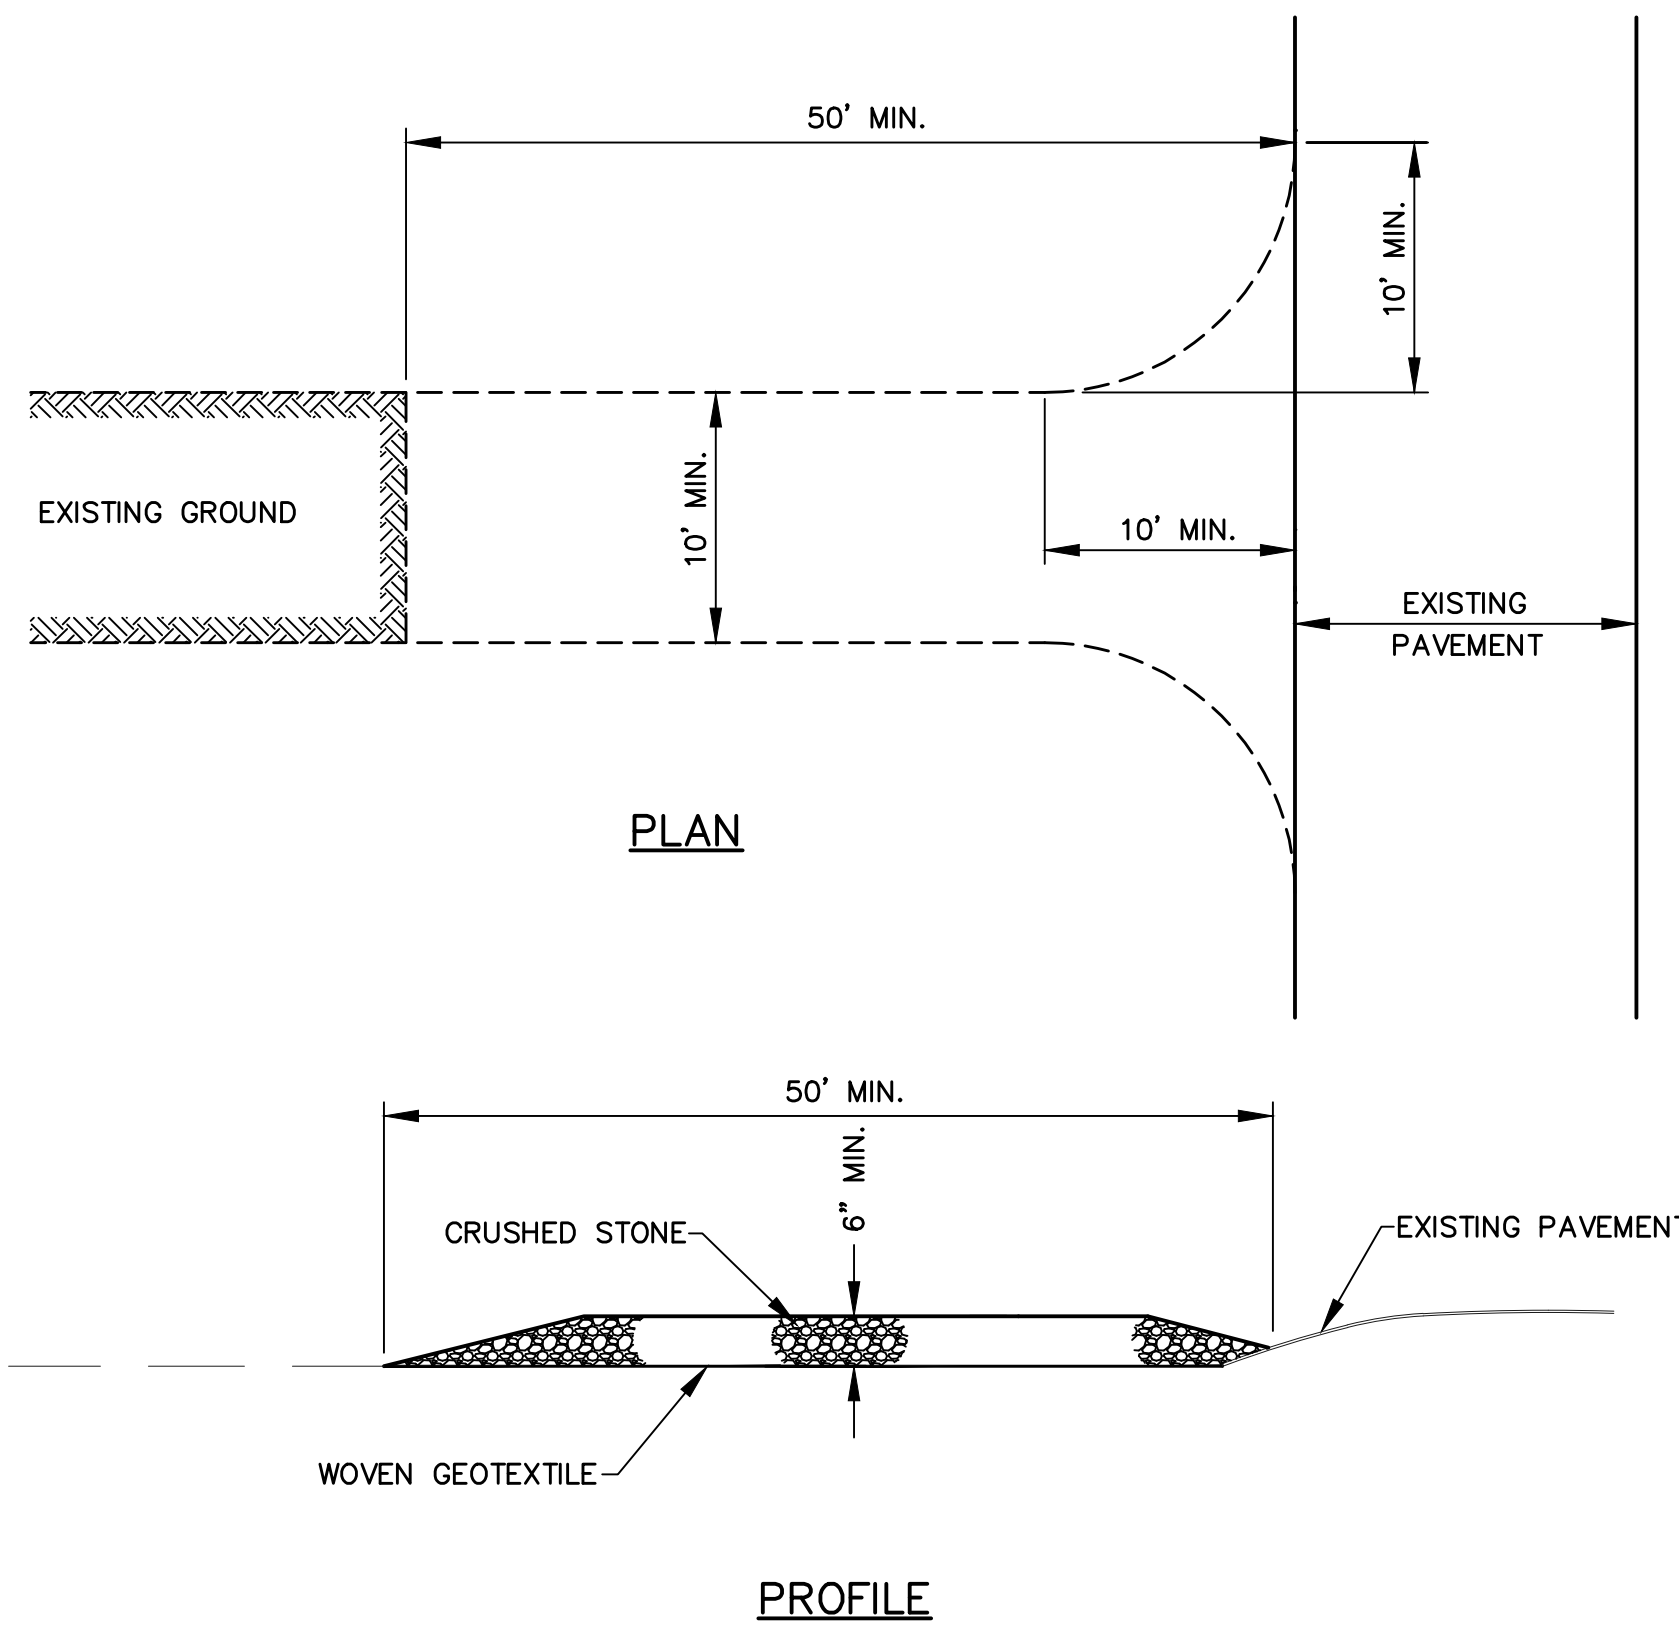 50' MIN.
10' MIN.
EXISTING GROUND
10' MIN.
10' MIN.
EXISTING
PAVEMENT
PLAN
50' MIN.
6" MIN.
CRUSHED STONE
EXISTING PAVEMENT
WOVEN GEOTEXTILE
PROFILE